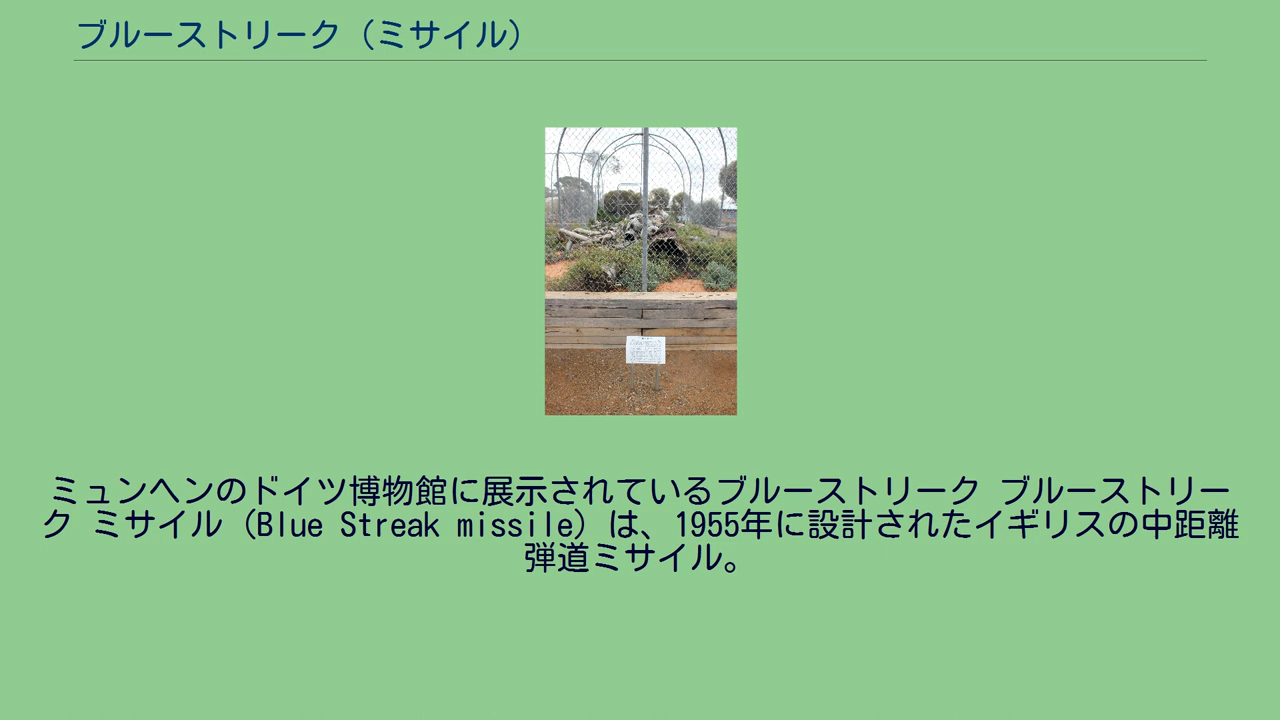 ブルーストリーク（ミサイル）
ミュンヘンのドイツ博物館に展示されているブルーストリーク ブルーストリー
ク ミサイル（Blue Streak missile）は、1955年に設計されたイギリスの中距離
弾道ミサイル。